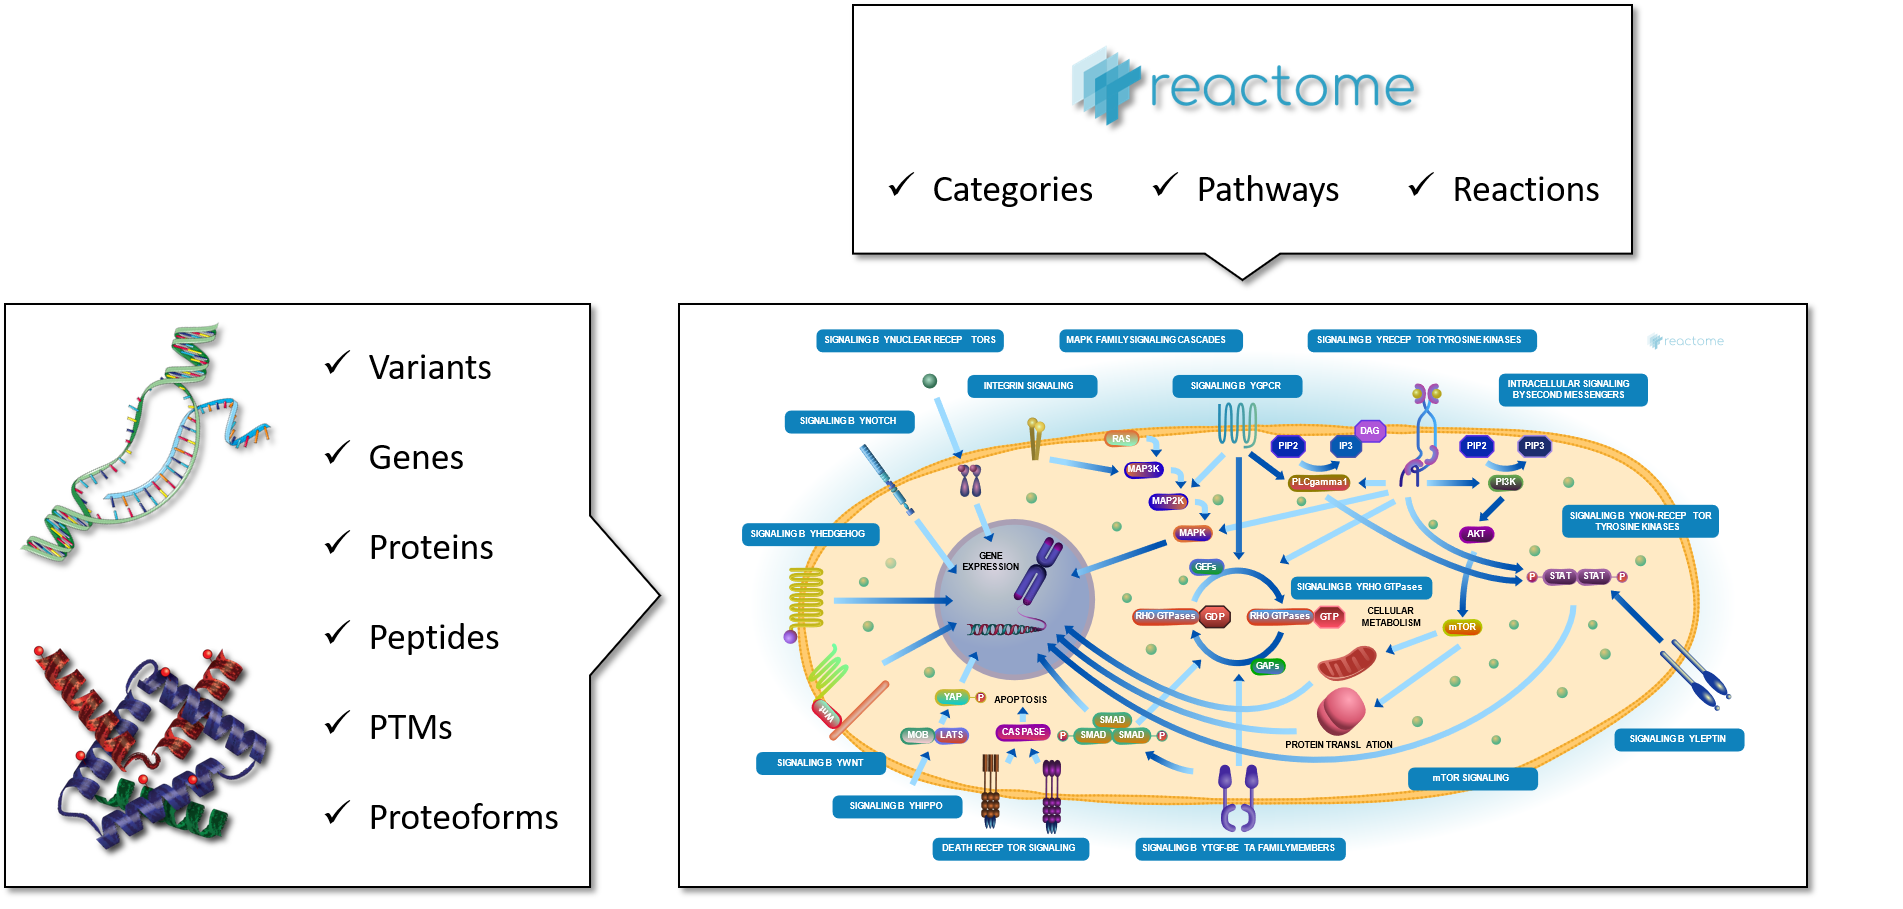 reactome
✓ Categories ✓ Pathways ✓ Reactions
✓ Variants
✓ Genes
✓ Proteins
✓ Peptides
✓ PTMs
✓ Proteoforms
SIGNALING B YNUCLEAR RECEP TORS
MAPK FAMILY SIGNALING CASCADES
SIGNALING B YRECEP TOR TYROSINE KINASES
reactome
INTEGRIN SIGNALING
SIGNALING B YGPCR
INTRACELLULAR SIGNALING
BYSECOND MESSENGERS
SIGNALING B YNOTCH
RAS
DAG
PIP2
IP3
PIP2
PIP3
MAP3K
PLCgamma1
PI3K
MAP2K
SIGNALING B YHEDGEHOG
MAPK
AKT
SIGNALING B YNON-RECEP TOR
TYROSINE KINASES
GENE
EXPRESSION
GEFs
P
STAT
STAT
P
SIGNALING B YRHO GTPases
RHO GTPases
GDP
RHO GTPases
GTP
CELLULAR
METABOLISM
mTOR
GAPs
YAP
P
APOPTOSIS
Wnt
MOB
LATS
CASPASE
SMAD
P
SMAD
SMAD
P
PROTEIN TRANSL ATION
SIGNALING B YLEPTIN
SIGNALING B YWNT
mTOR SIGNALING
SIGNALING B YHIPPO
DEATH RECEP TOR SIGNALING
SIGNALING B YTGF-BE TA FAMILYMEMBERS